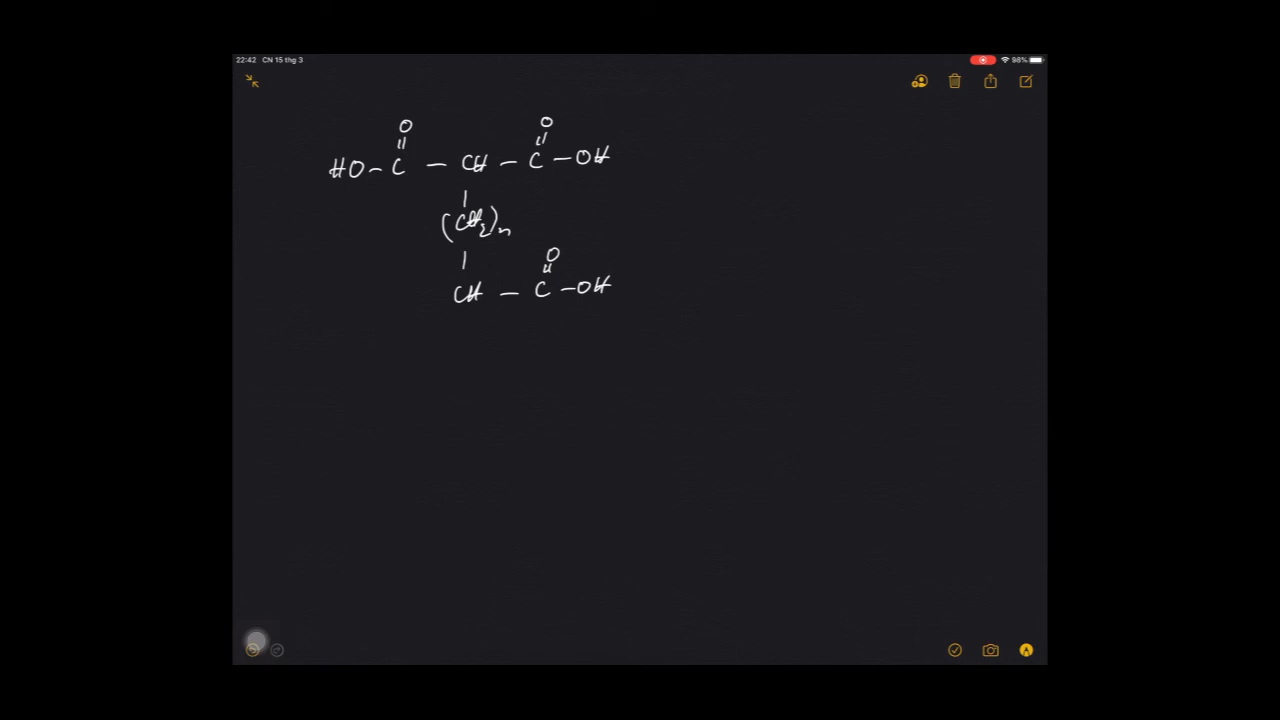 22:42 CN 15 thg 3
98%
O O
HO - C - CH - C - OH
(CH2)n
O
CH - C - OH